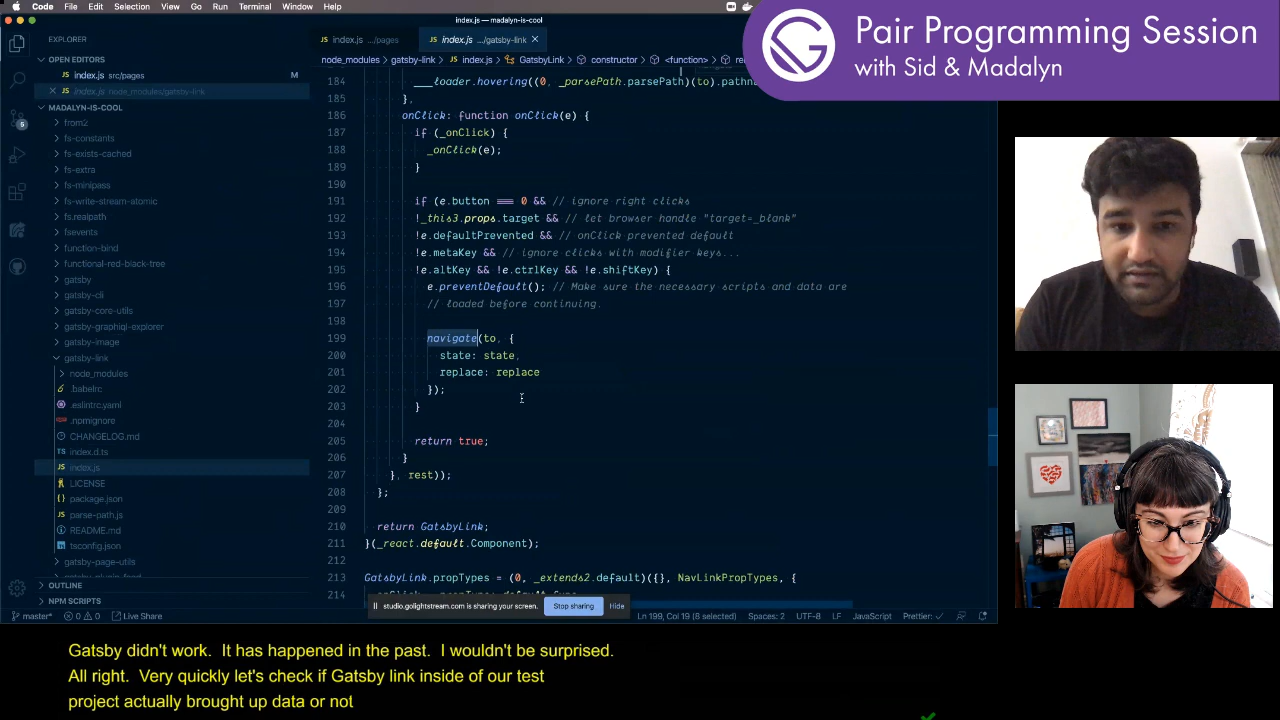 Code File Edit Selection View Go Run Terminal Window Help
index.js — madalyn-is-cool
Pair Programming Session
with Sid & Madalyn
EXPLORER
OPEN EDITORS
index.js src/pages M
index.js node_modules/gatsby-link
MADALYN-IS-COOL
from2
fs-constants
fs-exists-cached
fs-extra
fs-minipass
fs-write-stream-atomic
fs.realpath
fsevents
function-bind
functional-red-black-tree
gatsby
gatsby-cli
gatsby-core-utils
gatsby-graphiql-explorer
gatsby-image
gatsby-link
node_modules
.babelrc
.eslintrc.yaml
.npmignore
CHANGELOG.md
index.d.ts
index.js
LICENSE
package.json
parse-path.js
README.md
tsconfig.json
gatsby-page-utils
OUTLINE
NPM SCRIPTS
index.js .../pages index.js .../gatsby-link
node_modules > gatsby-link > index.js > GatsbyLink > constructor > <function>
184 ___loader.hovering((0, _parsePath.parsePath)(to).pathn
185 },
186 onClick: function onClick(e) {
187 if (_onClick) {
188 _onClick(e);
189 }
190
191 if (e.button === 0 && // ignore right clicks
192 !_this3.props.target && // let browser handle "target=_blank"
193 !e.defaultPrevented && // onClick prevented default
194 !e.metaKey && // ignore clicks with modifier keys...
195 !e.altKey && !e.ctrlKey && !e.shiftKey) {
196 e.preventDefault(); // Make sure the necessary scripts and data are
197 // loaded before continuing.
198
199 navigate(to, {
200 state: state,
201 replace: replace
202 });
203 }
204
205 return true;
206 }
207 }, rest));
208 };
209
210 return GatsbyLink;
211 }(_react.default.Component);
212
213 GatsbyLink.propTypes = (0, _extends2.default)({}, NavLinkPropTypes, {
214
studio.golightstream.com is sharing your screen. Stop sharing Hide
master* 0 0 Live Share Ln 199, Col 19 (8 selected) Spaces: 2 UTF-8 LF JavaScript Prettier: ✓
Gatsby didn't work. It has happened in the past. I wouldn't be surprised.
All right. Very quickly let's check if Gatsby link inside of our test
project actually brought up data or not